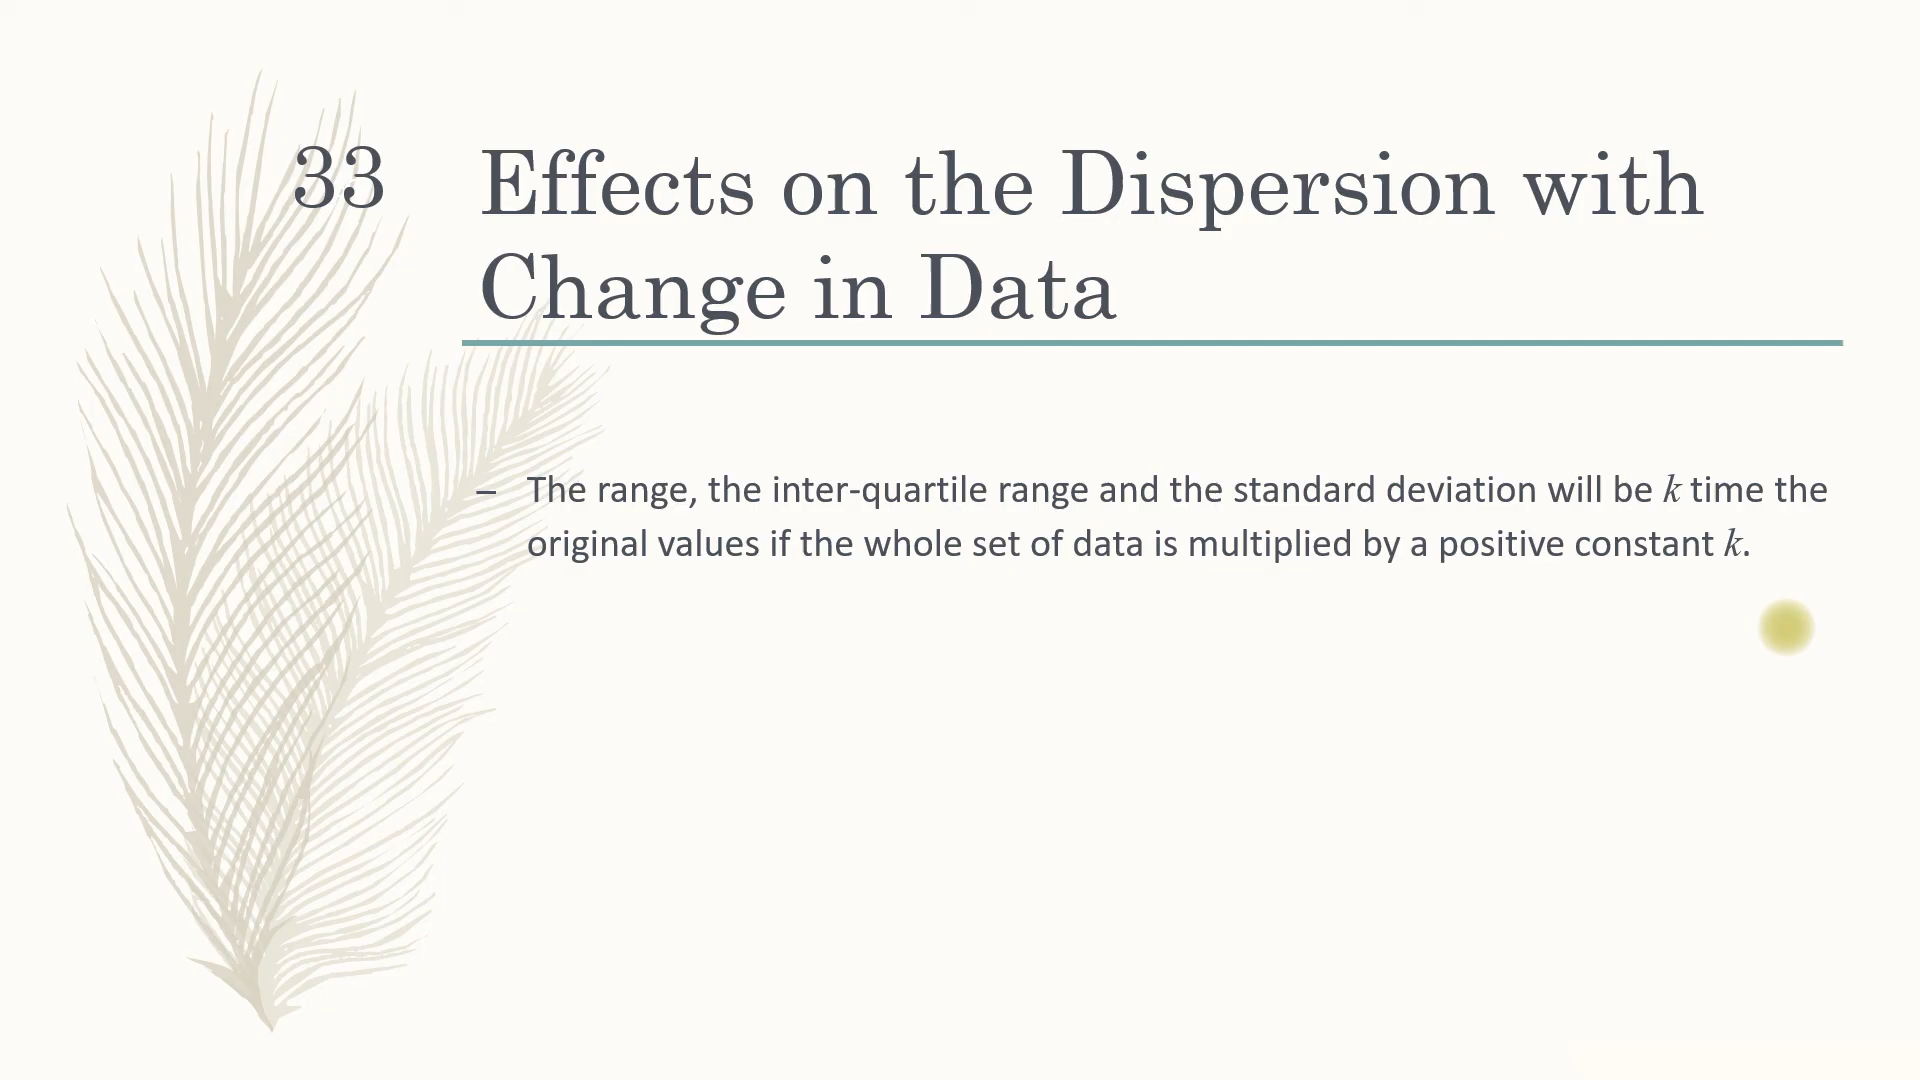 33
Effects on the Dispersion with
Change in Data
– The range, the inter-quartile range and the standard deviation will be k time the
original values if the whole set of data is multiplied by a positive constant k.